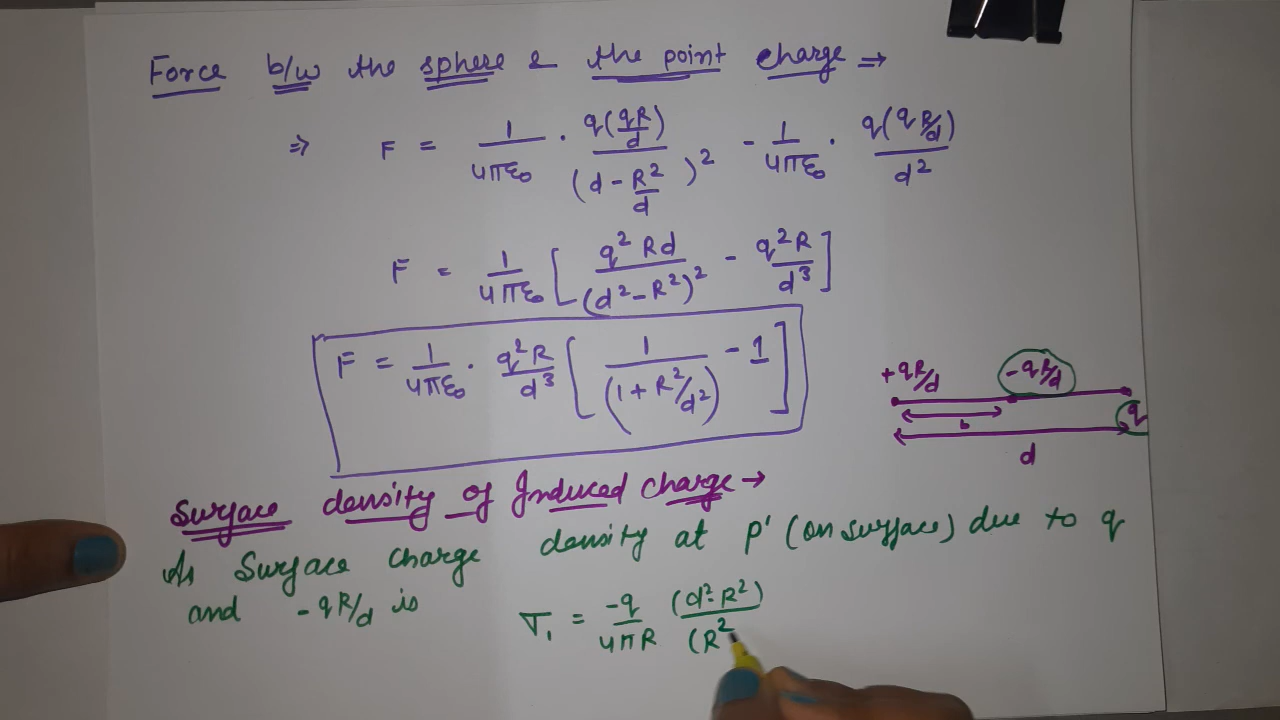 Force b/w the sphere & the point charge ⇒
⇒ F = 1/4πε₀ · q(qR/d)/(d - R²/d)² - 1/4πε₀ · q(qR/d)/d²
F = 1/4πε₀ [q² Rd/(d² - R²)² - q²R/d³]
F = 1/4πε₀ · q²R/d³ [1/(1 + R²/d²) - 1]
+qR/d -qR/d q
b
d
Surface density of Induced charge →
As Surface charge density at P' (on surface) due to q
and -qR/d is
σ₁ = -q/4πR (d² - R²)/(R²